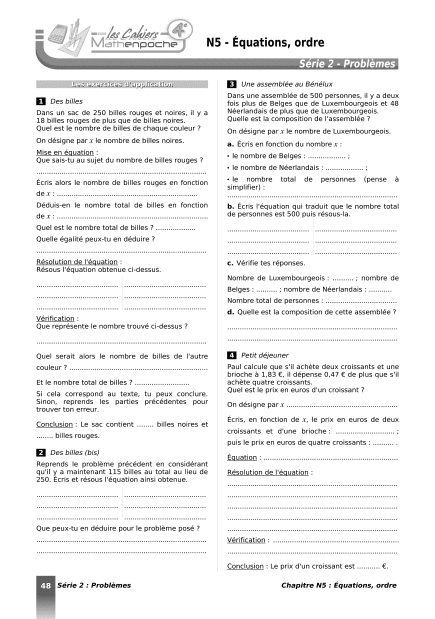 les Cahiers
Mathenpoche
4e
N5 - Équations, ordre
Série 2 - Problèmes
Les exercices d'application
1 Des billes
Dans un sac de 250 billes rouges et noires, il y a
18 billes rouges de plus que de billes noires.
Quel est le nombre de billes de chaque couleur ?
On désigne par x le nombre de billes noires.
Mise en équation :
Que sais-tu au sujet du nombre de billes rouges ?
................................................................................
Écris alors le nombre de billes rouges en fonction
de x : .....................................................
Déduis-en le nombre total de billes en fonction
de x : .....................................................
Quel est le nombre total de billes ? ...................
Quelle égalité peux-tu en déduire ?
................................................................................
Résolution de l'équation :
Résous l'équation obtenue ci-dessus.
...................................... ......................................
...................................... ......................................
...................................... ......................................
Vérification :
Que représente le nombre trouvé ci-dessus ?
................................................................................
Quel serait alors le nombre de billes de l'autre
couleur ? ................................................................
Et le nombre total de billes ? ..........................
Si cela correspond au texte, tu peux conclure.
Sinon, reprends les parties précédentes pour
trouver ton erreur.
Conclusion : Le sac contient ........ billes noires et
........ billes rouges.
2 Des billes (bis)
Reprends le problème précédent en considérant
qu'il y a maintenant 115 billes au total au lieu de
250. Écris et résous l'équation ainsi obtenue.
...................................... ......................................
...................................... ......................................
...................................... ......................................
Que peux-tu en déduire pour le problème posé ?
................................................................................
................................................................................
3 Une assemblée au Bénélux
Dans une assemblée de 500 personnes, il y a deux
fois plus de Belges que de Luxembourgeois et 48
Néerlandais de plus que de Luxembourgeois.
Quelle est la composition de l'assemblée ?
On désigne par x le nombre de Luxembourgeois.
a. Écris en fonction du nombre x :
• le nombre de Belges : .................. ;
• le nombre de Néerlandais : .................. ;
• le nombre total de personnes (pense à
simplifier) :
................................................................................
b. Écris l'équation qui traduit que le nombre total
de personnes est 500 puis résous-la.
...................................... ......................................
...................................... ......................................
...................................... ......................................
c. Vérifie tes réponses.
Nombre de Luxembourgeois : .......... ; nombre de
Belges : .......... ; nombre de Néerlandais : ...........
Nombre total de personnes : ..................................
d. Quelle est la composition de cette assemblée ?
................................................................................
................................................................................
4 Petit déjeuner
Paul calcule que s'il achète deux croissants et une
brioche à 1,83 €, il dépense 0,47 € de plus que s'il
achète quatre croissants.
Quel est le prix en euros d'un croissant ?
On désigne par x .....................................................
Écris, en fonction de x, le prix en euros de deux
croissants et d'une brioche : ............................ ;
puis le prix en euros de quatre croissants : .......... .
Équation : ................................................................
Résolution de l'équation :
................................................................................
................................................................................
................................................................................
................................................................................
................................................................................
Vérification : ............................................................
................................................................................
Conclusion : Le prix d'un croissant est ........... €.
48 Série 2 : Problèmes
Chapitre N5 : Équations, ordre